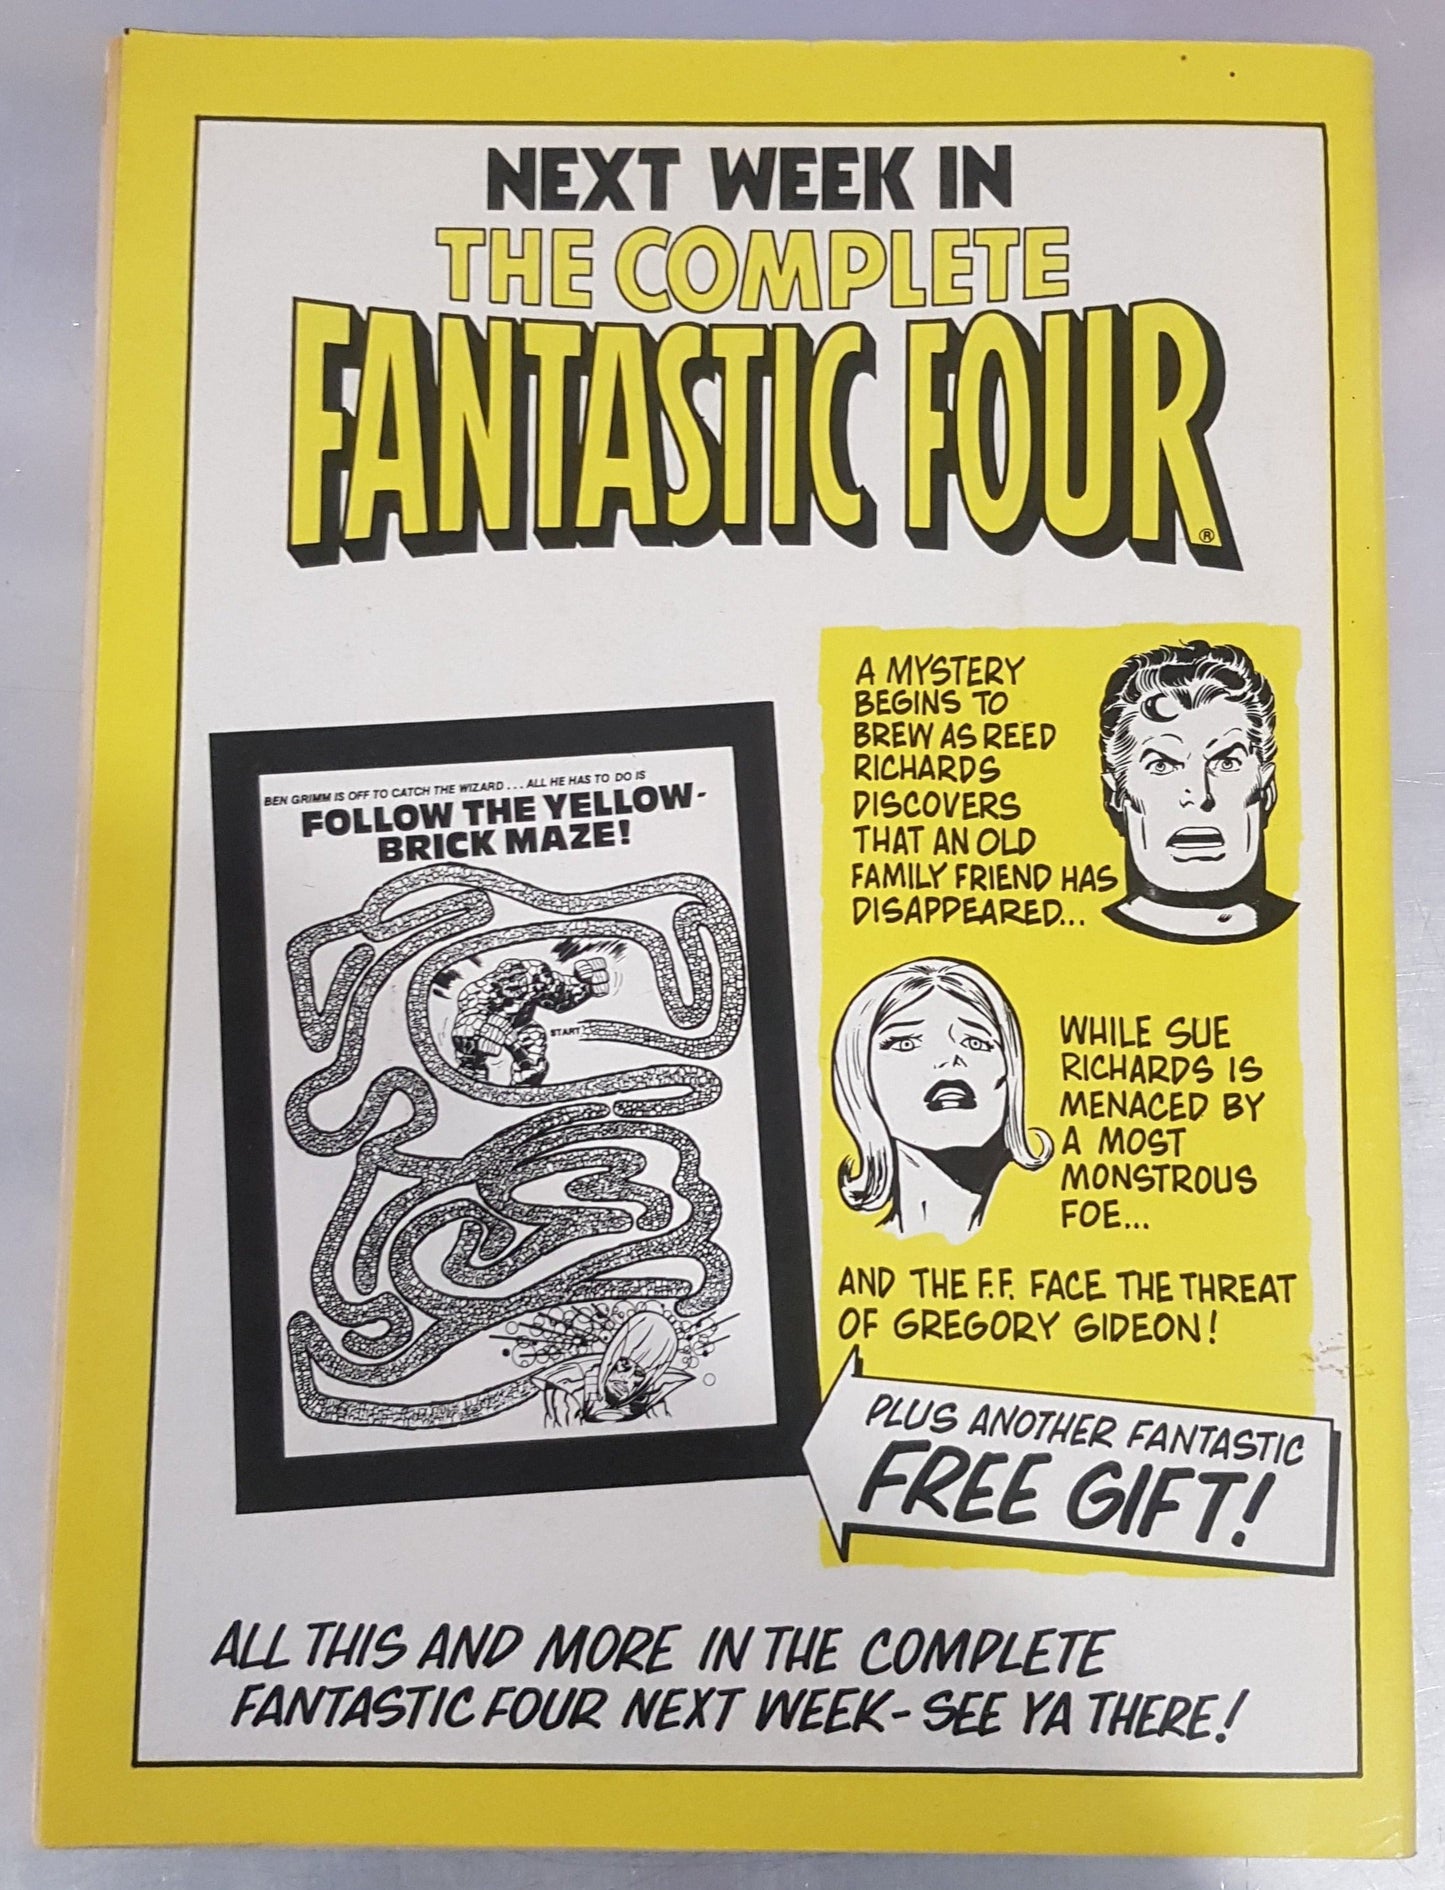 NEXT WEEK IN
THE COMPLETE
FANTASTIC FOUR
®
BEN GRIMM IS OFF TO CATCH THE WIZARD... ALL HE HAS TO DO IS
FOLLOW THE YELLOW-
BRICK MAZE!
START
A MYSTERY
BEGINS TO
BREW AS REED
RICHARDS
DISCOVERS
THAT AN OLD
FAMILY FRIEND HAS
DISAPPEARED...
WHILE SUE
RICHARDS IS
MENACED BY
A MOST
MONSTROUS
FOE...
AND THE F.F. FACE THE THREAT
OF GREGORY GIDEON!
PLUS ANOTHER FANTASTIC
FREE GIFT!
ALL THIS AND MORE IN THE COMPLETE
FANTASTIC FOUR NEXT WEEK-SEE YA THERE!